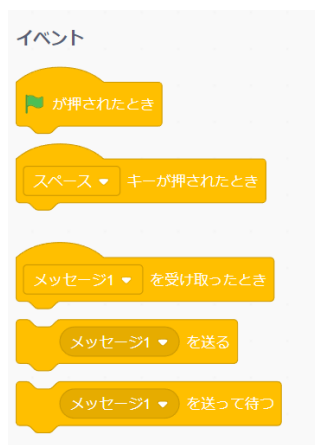 イベント
が押されたとき
スペース キーが押されたとき
メッセージ1 を受け取ったとき
メッセージ1 を送る
メッセージ1 を送って待つ